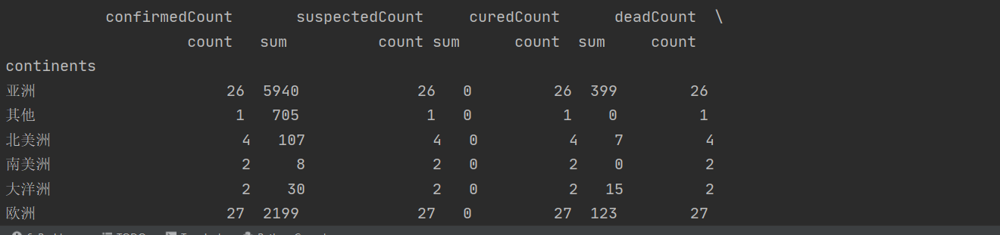 confirmedCount suspectedCount curedCount deadCount \
count sum count sum count sum count
continents
亚洲 26 5940 26 0 26 399 26
其他 1 705 1 0 1 0 1
北美洲 4 107 4 0 4 7 4
南美洲 2 8 2 0 2 0 2
大洋洲 2 30 2 0 2 15 2
欧洲 27 2199 27 0 27 123 27